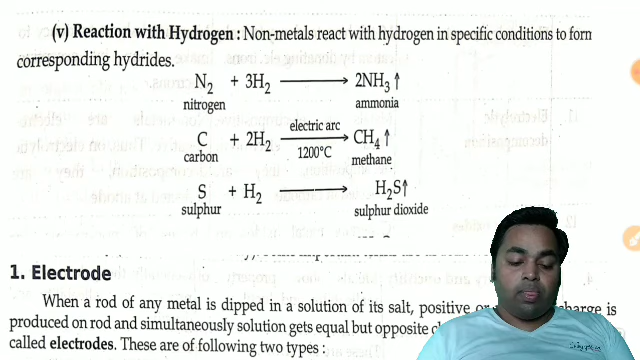 (v) Reaction with Hydrogen : Non-metals react with hydrogen in specific conditions to form
corresponding hydrides.
N₂ + 3H₂ ⟶ 2NH₃↑
nitrogen ammonia
C + 2H₂ electric arc 1200°C ⟶ CH₄↑
carbon methane
S + H₂ ⟶ H₂S↑
sulphur sulphur dioxide
1. Electrode
When a rod of any metal is dipped in a solution of its salt, positive or is
produced on rod and simultaneously solution gets equal but opposite
called electrodes. These are of following two types :